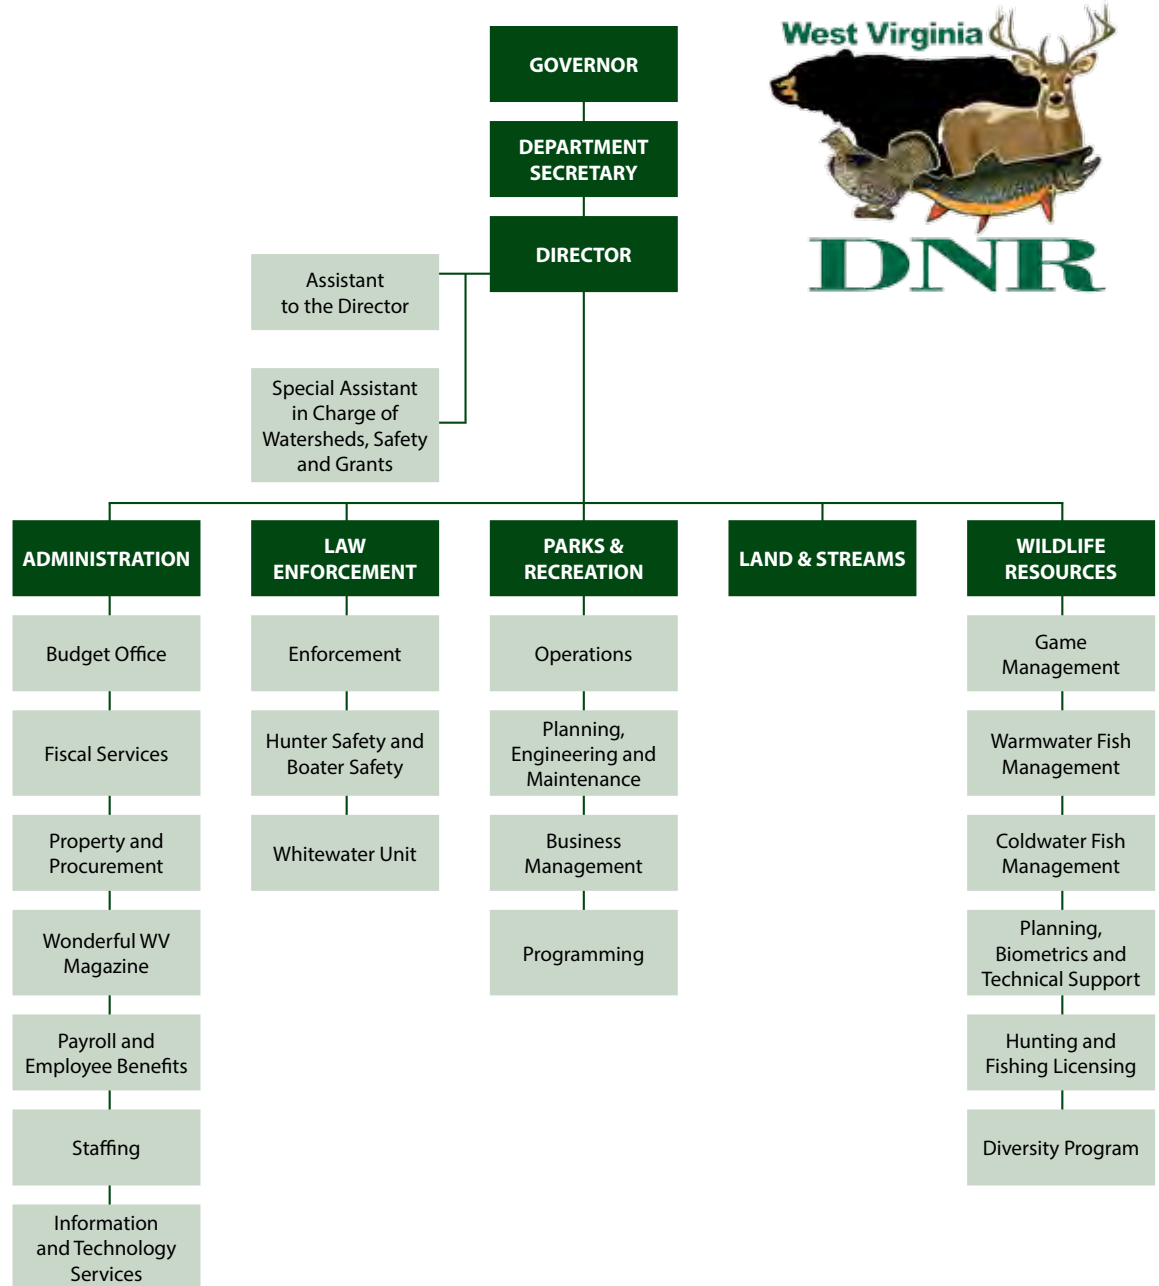 West Virginia
DNR
GOVERNOR
DEPARTMENT
SECRETARY
DIRECTOR
Assistant
to the Director
Special Assistant
in Charge of
Watersheds, Safety
and Grants
ADMINISTRATION
Budget Office
Fiscal Services
Property and
Procurement
Wonderful WV
Magazine
Payroll and
Employee Benefits
Staffing
Information
and Technology
Services
LAW
ENFORCEMENT
Enforcement
Hunter Safety and
Boater Safety
Whitewater Unit
PARKS &
RECREATION
Operations
Planning,
Engineering and
Maintenance
Business
Management
Programming
LAND & STREAMS
WILDLIFE
RESOURCES
Game
Management
Warmwater Fish
Management
Coldwater Fish
Management
Planning,
Biometrics and
Technical Support
Hunting and
Fishing Licensing
Diversity Program